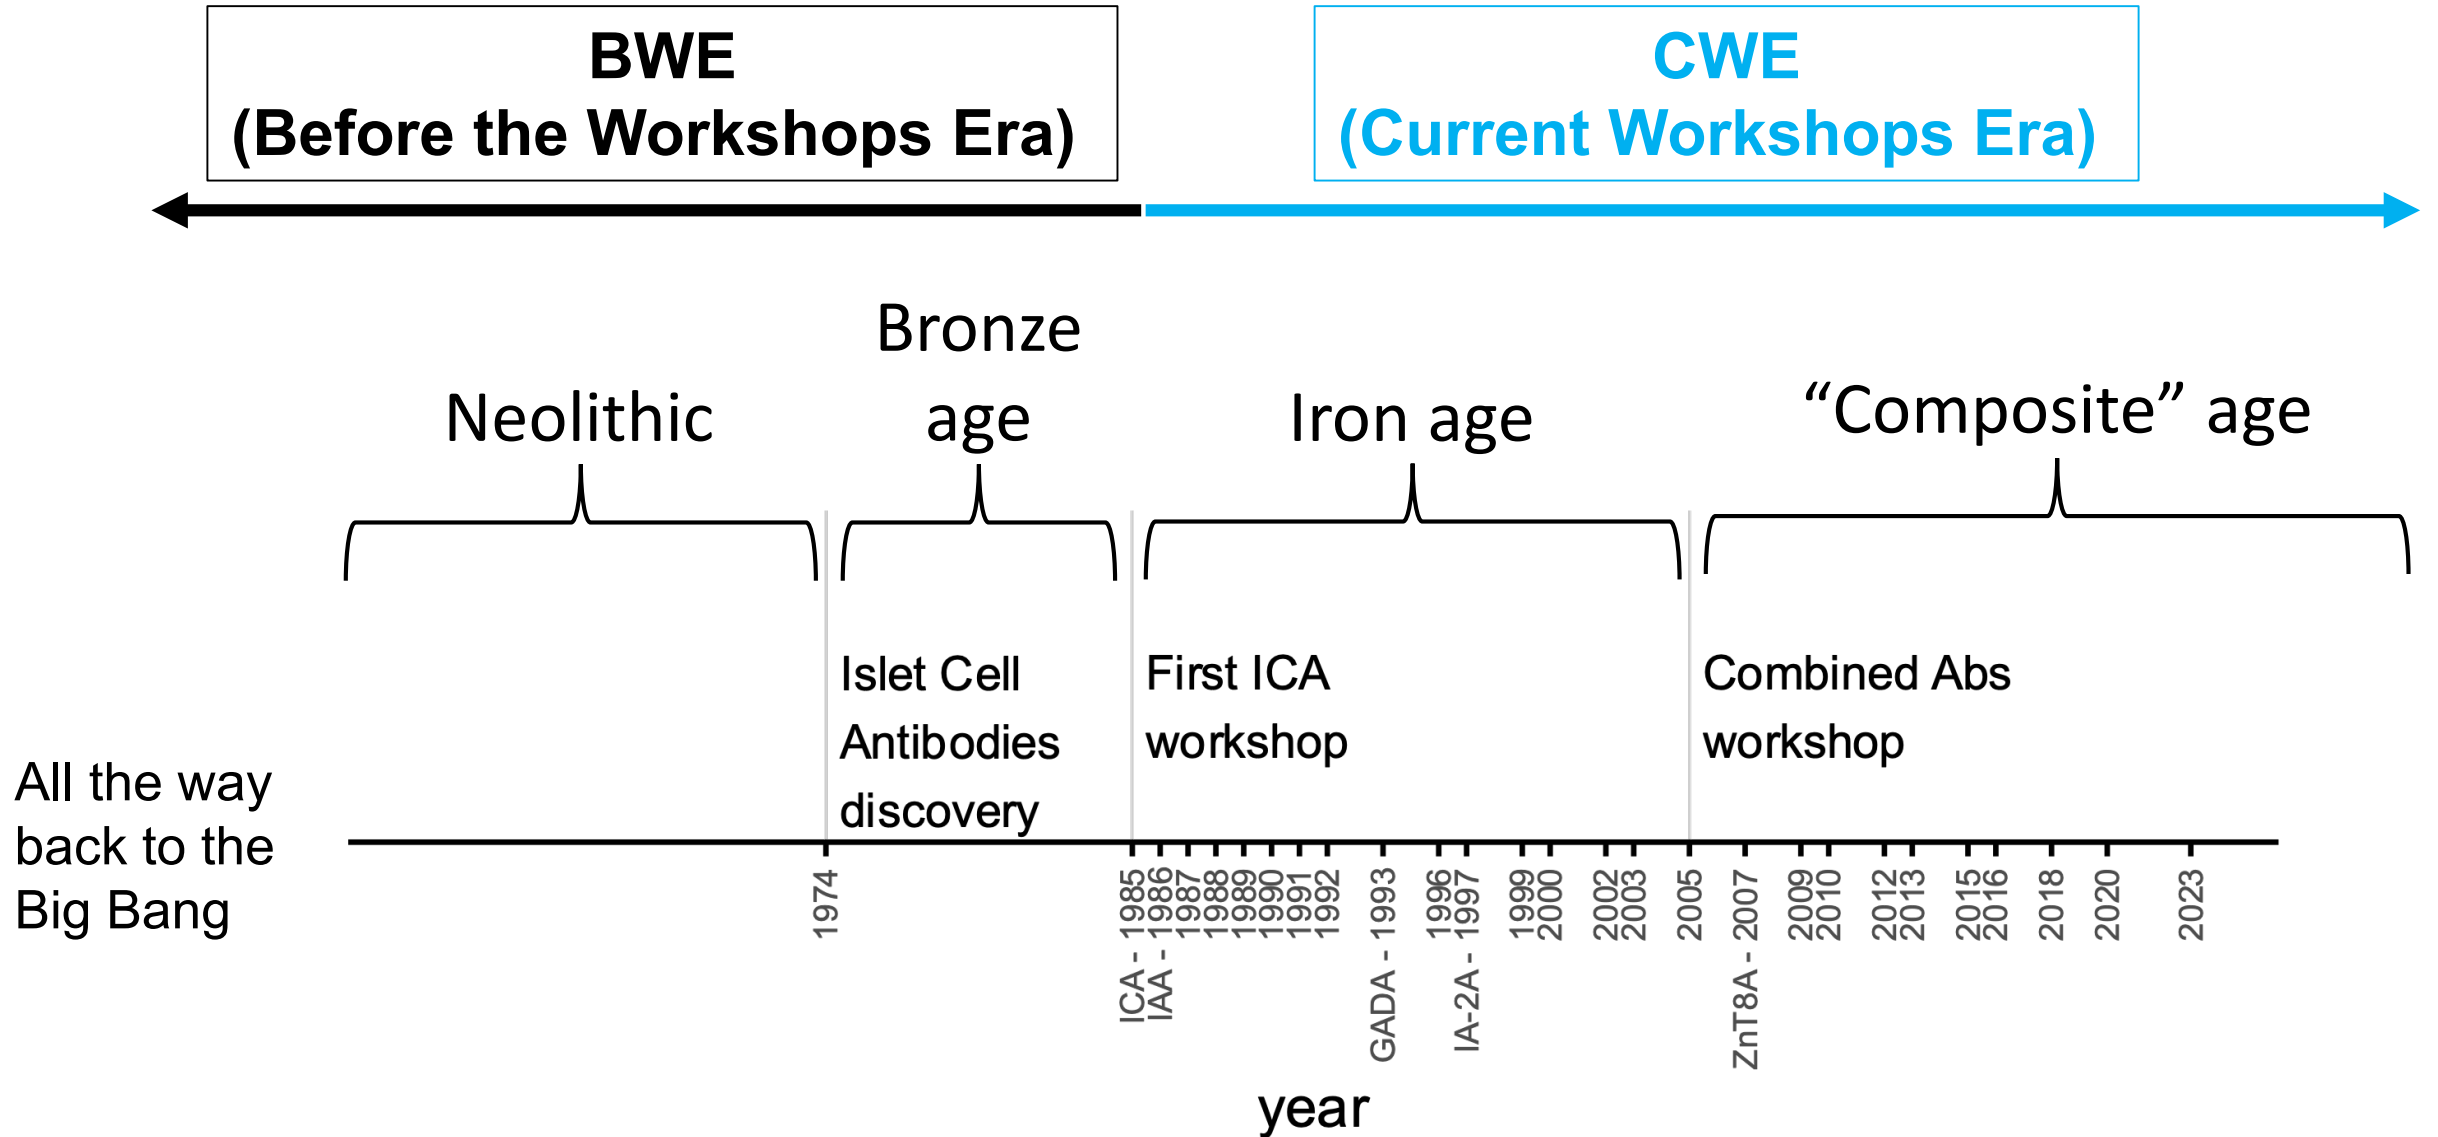 BWE
(Before the Workshops Era)
CWE
(Current Workshops Era)
Neolithic
Bronze
age
Iron age
“Composite” age
Islet Cell
Antibodies
discovery
First ICA
workshop
Combined Abs
workshop
All the way
back to the
Big Bang
1974
ICA - 1985
IAA - 1986
1987
1988
1989
1990
1991
1992
GADA - 1993
1996
IA-2A - 1997
1999
2000
2002
2003
2005
ZnT8A - 2007
2009
2010
2012
2013
2015
2016
2018
2020
2023
year